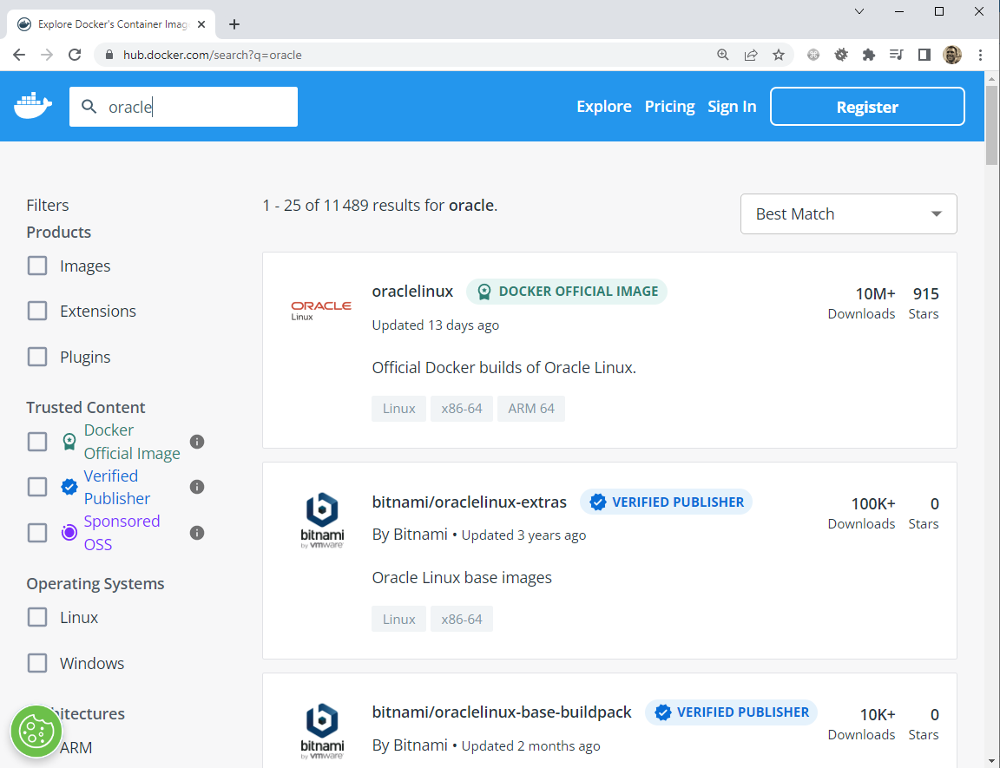 Explore Docker's Container Imag
hub.docker.com/search?q=oracle
oracle
Explore Pricing Sign In Register
Filters
Products
Images
Extensions
Plugins
Trusted Content
Docker
Official Image
Verified
Publisher
Sponsored
OSS
Operating Systems
Linux
Windows
hitectures
ARM
1 - 25 of 11 489 results for oracle.
Best Match
ORACLE
Linux
oraclelinux DOCKER OFFICIAL IMAGE
Updated 13 days ago
10M+ 915
Downloads Stars
Official Docker builds of Oracle Linux.
Linux x86-64 ARM 64
bitnami
by vmware
bitnami/oraclelinux-extras VERIFIED PUBLISHER
By Bitnami • Updated 3 years ago
100K+ 0
Downloads Stars
Oracle Linux base images
Linux x86-64
bitnami
by vmware
bitnami/oraclelinux-base-buildpack VERIFIED PUBLISHER
By Bitnami • Updated 2 months ago
10K+ 0
Downloads Stars